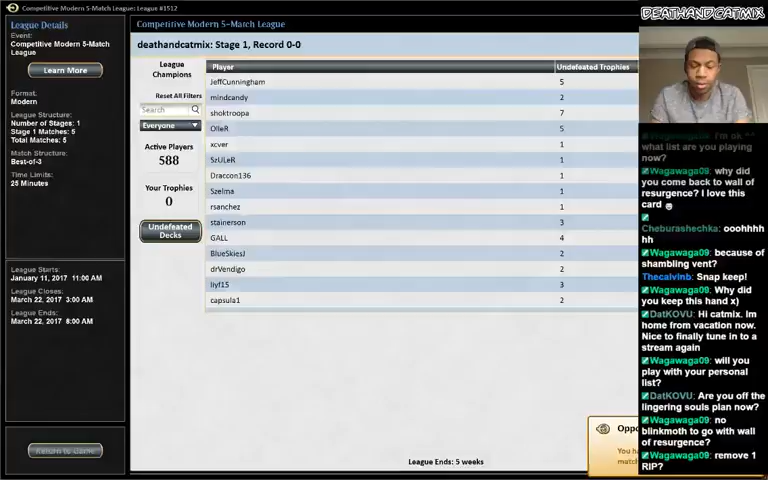 Competitive Modern 5-Match League: League #1512
League Details
Event:
Competitive Modern 5-Match
League
Learn More
Format:
Modern
League Structure:
Number of Stages: 1
Stage 1 Matches: 5
Total Matches: 5
Match Structure:
Best-of-3
Time Limits:
25 Minutes
League Starts:
January 11, 2017 11:00 AM
League Closes:
March 22, 2017 3:00 AM
League Ends:
March 22, 2017 8:00 AM
Return to Game
Competitive Modern 5-Match League
deathandcatmix: Stage 1, Record 0-0
League
Champions
Reset All Filters
Search
Everyone
Active Players
588
Your Trophies
0
Undefeated
Decks
Player Undefeated Trophies
JeffCunningham 5
mindcandy 2
shoktroopa 7
OlleR 5
xcver 1
SzULeR 1
Draccon136 1
Szelma 1
rsanchez 1
stainerson 3
GALL 4
BlueSkiesJ 2
drVendigo 2
liyf15 3
capsula1 2
League Ends: 5 weeks
Oppo
You ha
match
DEATHANDCATMIX
what list are you playing
now?
Wagawaga09: why did
you come back to wall of
resurgence? I love this
card
Cheburashechka: ooohhhh
hh
Wagawaga09: because of
shambling vent?
Thecalvinb: Snap keep!
Wagawaga09: Why did
you keep this hand x)
DatKOVU: Hi catmix. Im
home from vacation now.
Nice to finally tune in to a
stream again
Wagawaga09: will you
play with your personal
list?
DatKOVU: Are you off the
lingering souls plan now?
Wagawaga09: no
blinkmoth to go with wall
of resurgence?
Wagawaga09: remove 1
RIP?